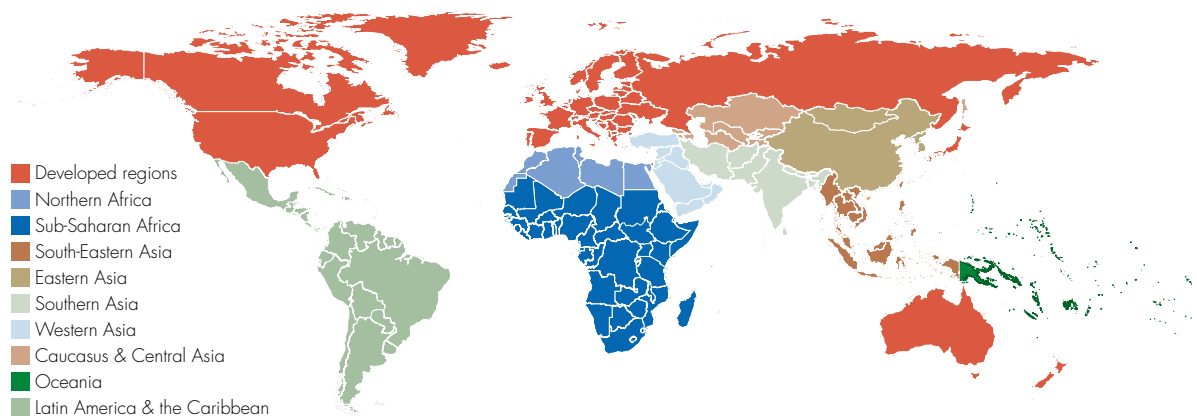 Developed regions
Northern Africa
Sub-Saharan Africa
South-Eastern Asia
Eastern Asia
Southern Asia
Western Asia
Caucasus & Central Asia
Oceania
Latin America & the Caribbean